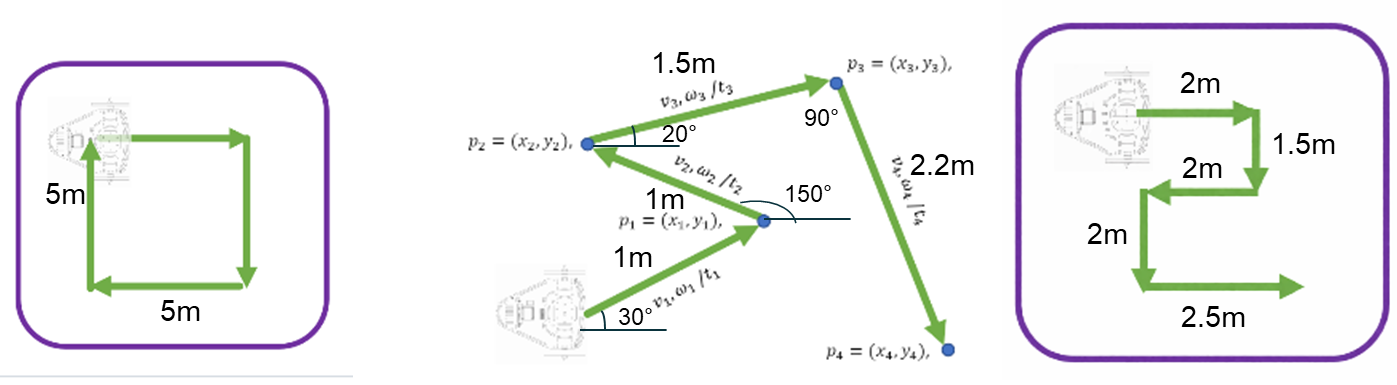 5m
5m
1.5m
p₃ = (x₃, y₃),
v₃, ω₃ /t₃
90°
20°
p₂ = (x₂, y₂),
v₂, ω₂ /t₂
2.2m
v₄, ω₄ /t₄
1m
150°
p₁ = (x₁, y₁),
1m
v₁, ω₁ /t₁
30°
p₄ = (x₄, y₄),
2m
1.5m
2m
2m
2.5m